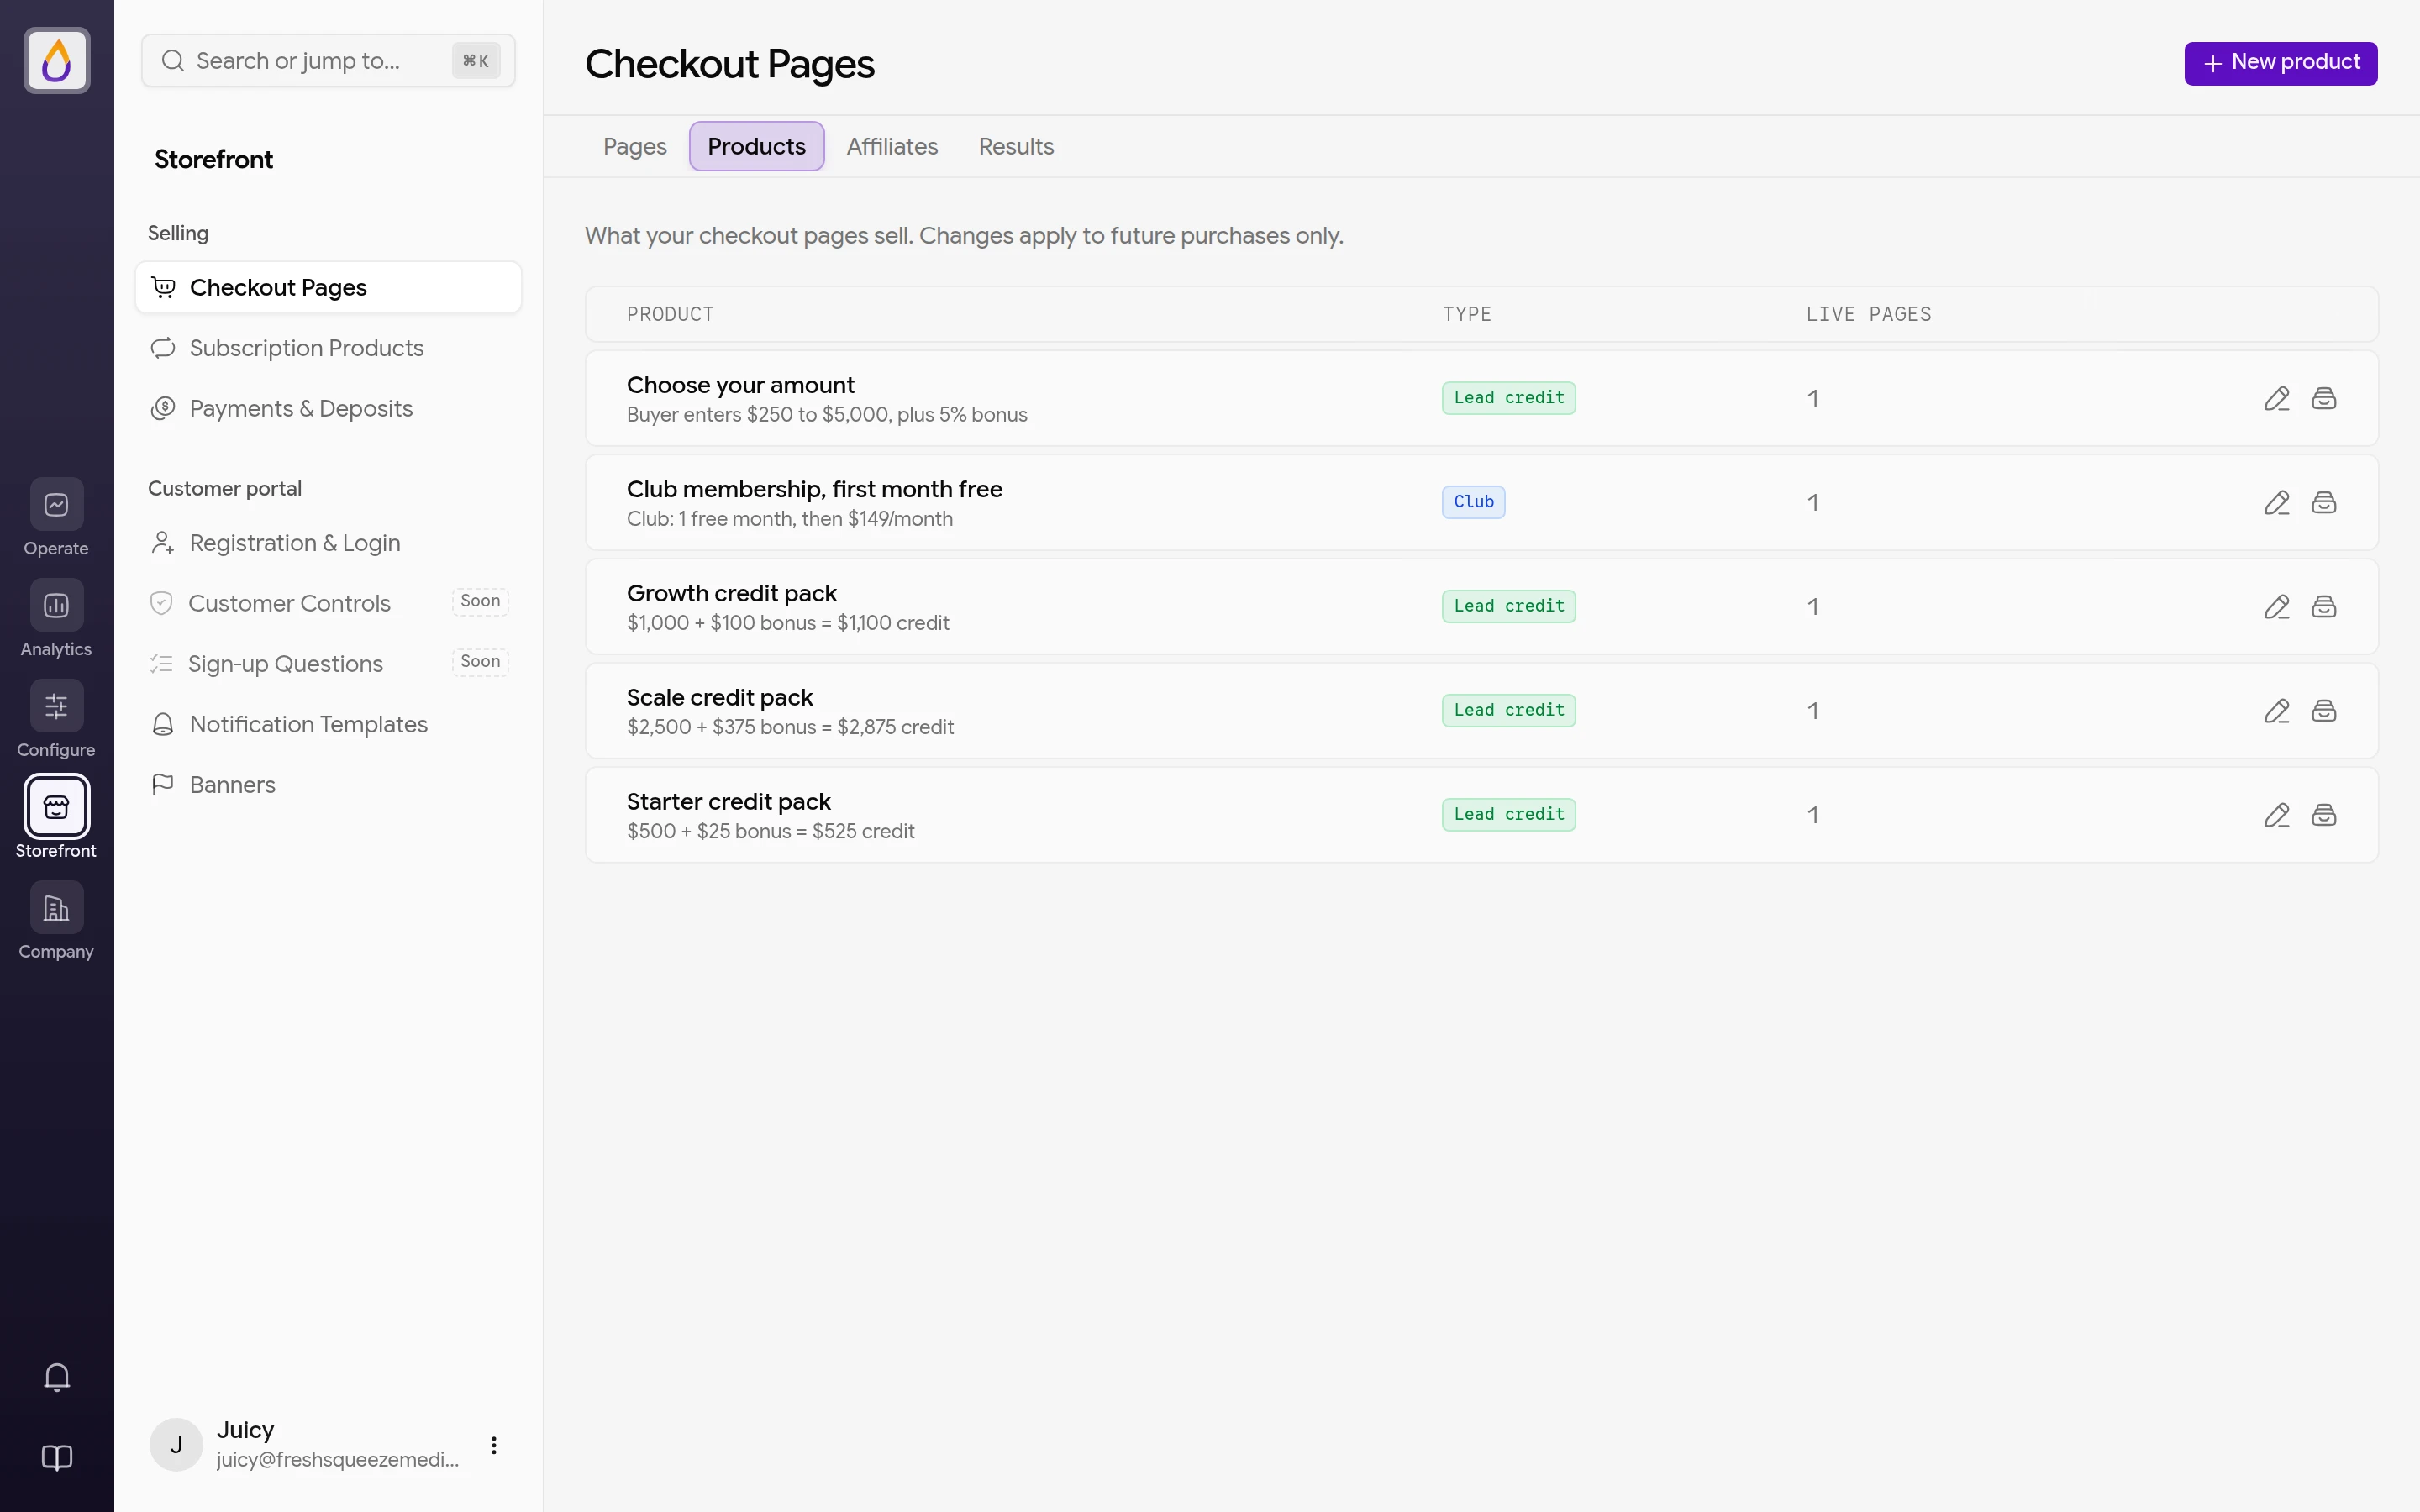 Search or jump to...
⌘ K
Storefront
Selling
Checkout Pages
Subscription Products
Payments & Deposits
Customer portal
Registration & Login
Customer Controls
Soon
Sign-up Questions
Soon
Notification Templates
Banners
Operate
Analytics
Configure
Storefront
Company
J
Juicy
juicy@freshsqueezemedi...
Checkout Pages
New product
Pages
Products
Affiliates
Results
What your checkout pages sell. Changes apply to future purchases only.
PRODUCT
TYPE
LIVE PAGES
Choose your amount
Buyer enters $250 to $5,000, plus 5% bonus
Lead credit
1
Club membership, first month free
Club: 1 free month, then $149/month
Club
1
Growth credit pack
$1,000 + $100 bonus = $1,100 credit
Lead credit
1
Scale credit pack
$2,500 + $375 bonus = $2,875 credit
Lead credit
1
Starter credit pack
$500 + $25 bonus = $525 credit
Lead credit
1